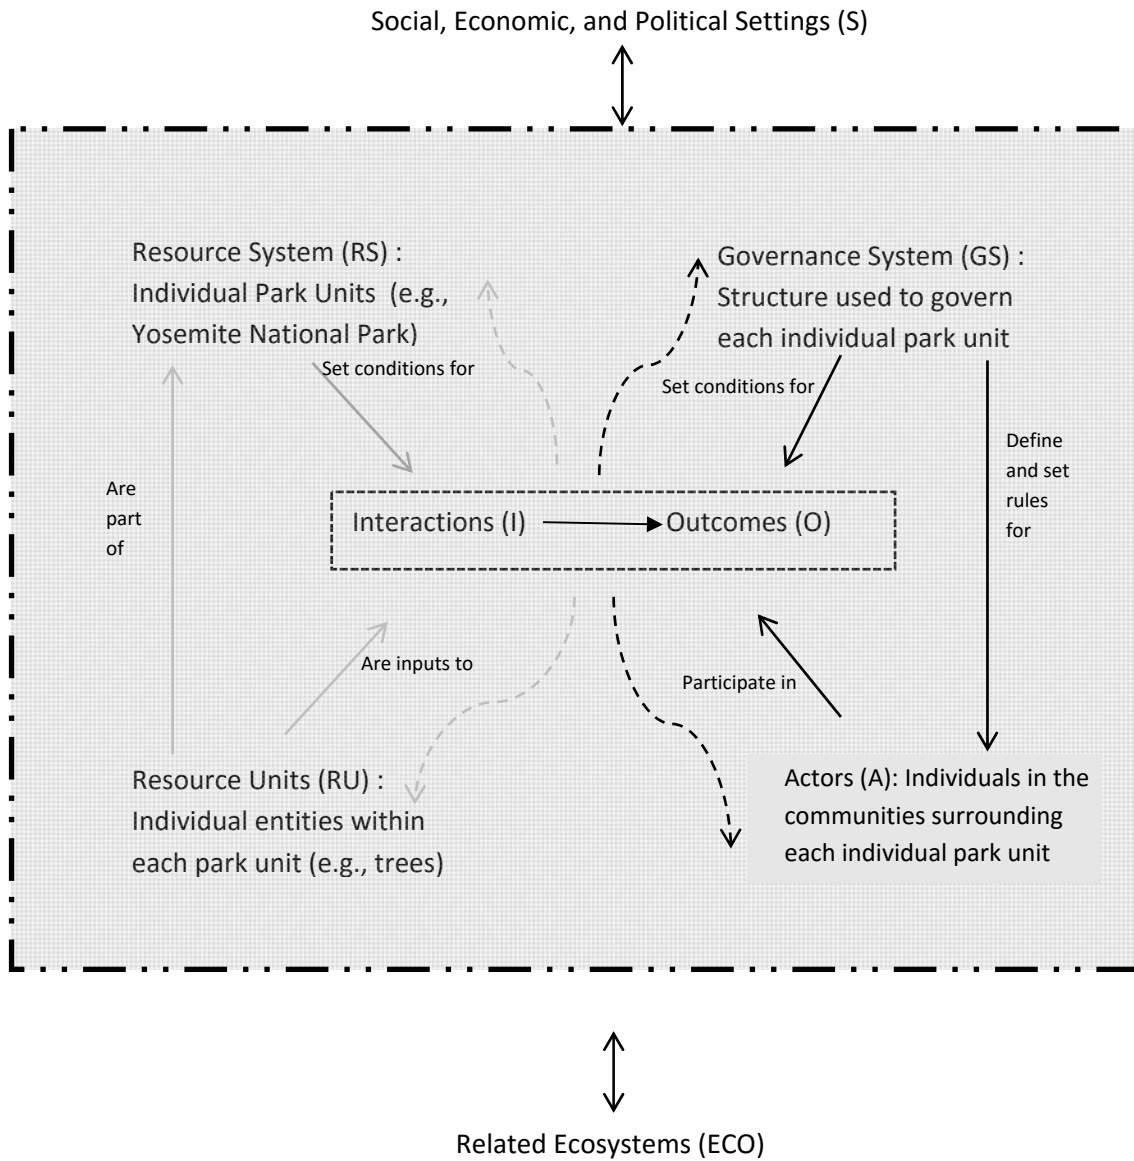 Social, Economic, and Political Settings (S)
Resource System (RS) :
Individual Park Units (e.g.,
Yosemite National Park)
Governance System (GS) :
Structure used to govern
each individual park unit
Set conditions for
Set conditions for
Define
and set
rules
for
Are
part
of
Interactions (I)
Outcomes (O)
Are inputs to
Participate in
Resource Units (RU) :
Individual entities within
each park unit (e.g., trees)
Actors (A): Individuals in the
communities surrounding
each individual park unit
Related Ecosystems (ECO)